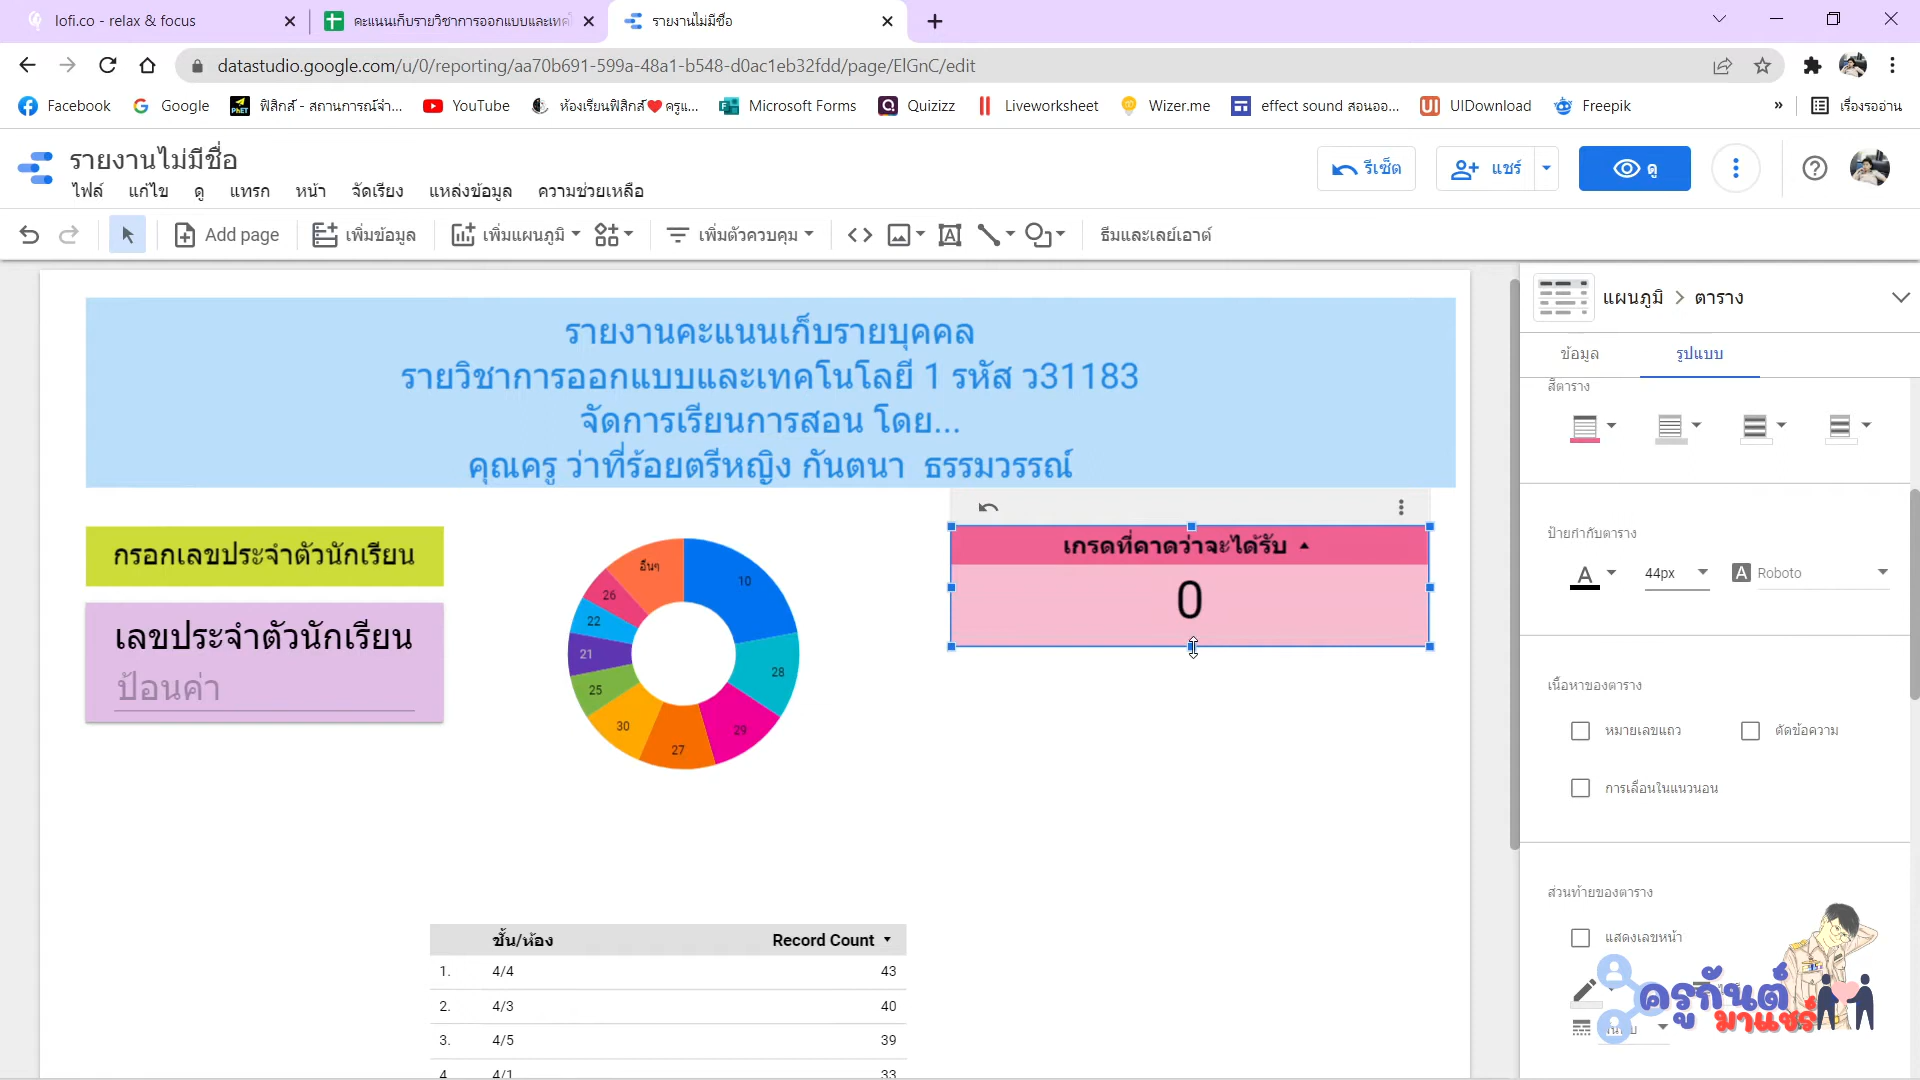 lofi.co - relax & focus
คะแนนเก็บรายวิชาการออกแบบและเทคโ
รายงานไม่มีชื่อ
datastudio.google.com/u/0/reporting/aa70b691-599a-48a1-b548-d0ac1eb32fdd/page/ElGnC/edit
Facebook
Google
PhET
ฟิสิกส์ - สถานการณ์จำ...
YouTube
ห้องเรียนฟิสิกส์❤ครูแ...
Microsoft Forms
Quizizz
Liveworksheet
Wizer.me
effect sound สอนออ...
UIDownload
Freepik
»
เรื่องรออ่าน
รายงานไม่มีชื่อ
ไฟล์ แก้ไข ดู แทรก หน้า จัดเรียง แหล่งข้อมูล ความช่วยเหลือ
รีเซ็ต
แชร์
ดู
Add page
เพิ่มข้อมูล
เพิ่มแผนภูมิ
เพิ่มตัวควบคุม
ธีมและเลย์เอาต์
รายงานคะแนนเก็บรายบุคคล
รายวิชาการออกแบบและเทคโนโลยี 1 รหัส ว31183
จัดการเรียนการสอน โดย...
คุณครู ว่าที่ร้อยตรีหญิง กันตนา ธรรมวรรณ์
กรอกเลขประจำตัวนักเรียน
เลขประจำตัวนักเรียน
ป้อนค่า
อื่นๆ
10
26
22
21
28
25
30
29
27
เกรดที่คาดว่าจะได้รับ
0
ชั้น/ห้อง Record Count
1. 4/4 43
2. 4/3 40
3. 4/5 39
4. 4/1 33
แผนภูมิ > ตาราง
ข้อมูล
รูปแบบ
สีตาราง
ป้ายกำกับตาราง
44px
Roboto
เนื้อหาของตาราง
หมายเลขแถว
ตัดข้อความ
การเลื่อนในแนวนอน
ส่วนท้ายของตาราง
แสดงเลขหน้า
ครูกันต์
มาแชร์